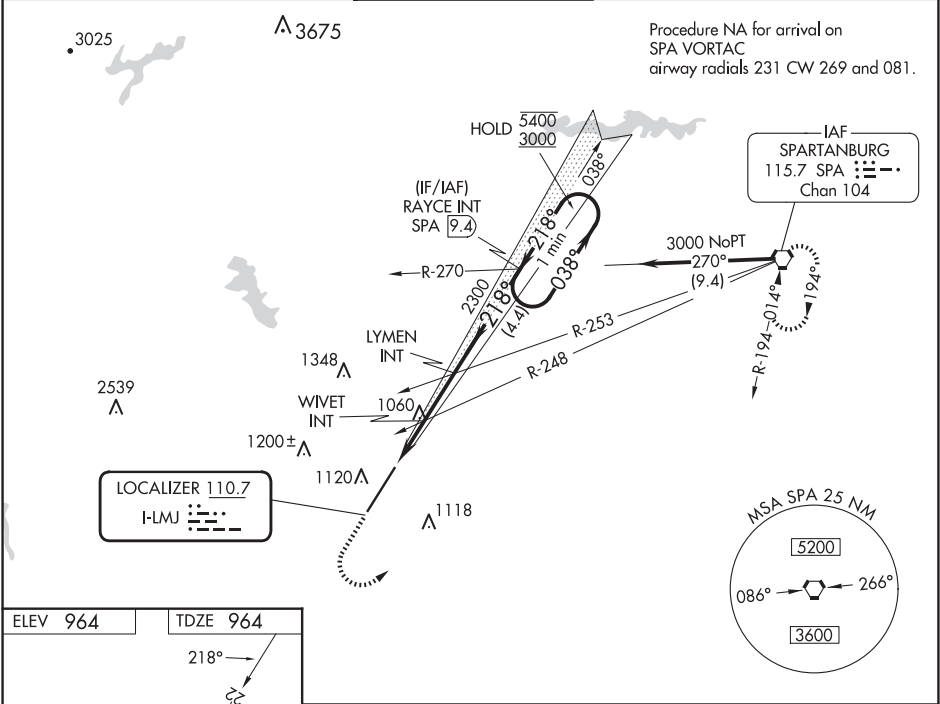 3025
3675
Procedure NA for arrival on
SPA VORTAC
airway radials 231 CW 269 and 081.
HOLD 5400
3000
038°
IAF
SPARTANBURG
115.7 SPA
Chan 104
(IF/IAF)
RAYCE INT
SPA 9.4
218°
1 min
038°
3000 NoPT
270°
(9.4)
R-270
2300
218°
(4.4)
194°
R-194-014°
R-253
R-248
LYMEN
INT
1348
2539
WIVET
INT
1060
1200±
1120
LOCALIZER 110.7
I-LMJ
1118
MSA SPA 25 NM
5200
086°
266°
3600
ELEV 964
TDZE 964
218°
22